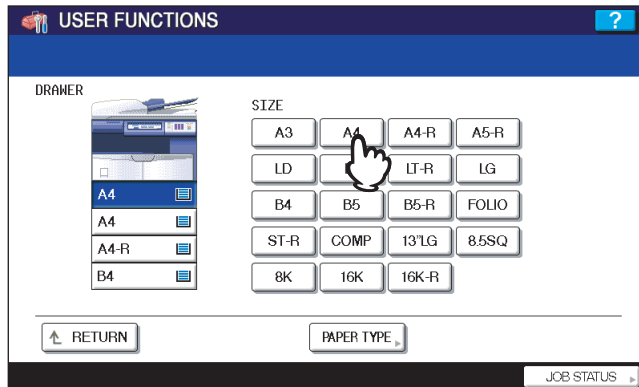 USER FUNCTIONS
?
DRAWER
SIZE
A3 A4 A4-R A5-R
LD LT-R LG
B4 B5 B5-R FOLIO
ST-R COMP 13"LG 8.5SQ
8K 16K 16K-R
A4
A4
A4-R
B4
RETURN
PAPER TYPE
JOB STATUS